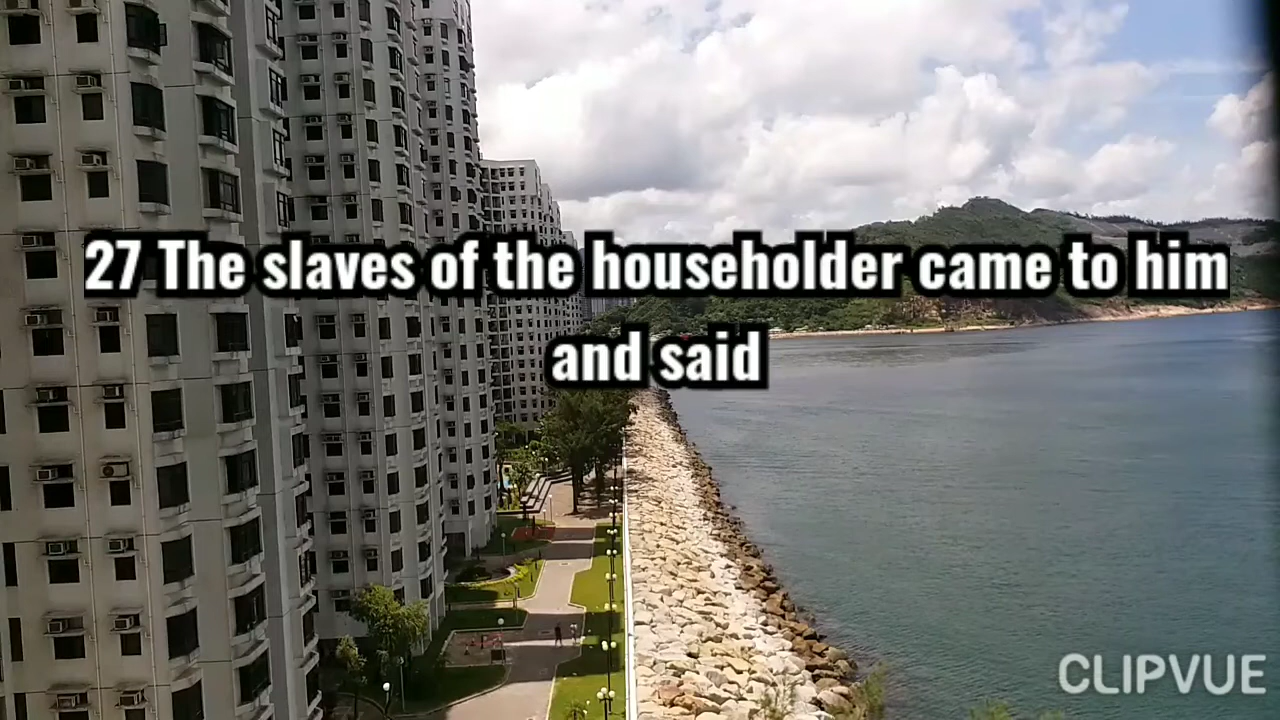 27 The slaves of the householder came to him
and said
CLIPVUE